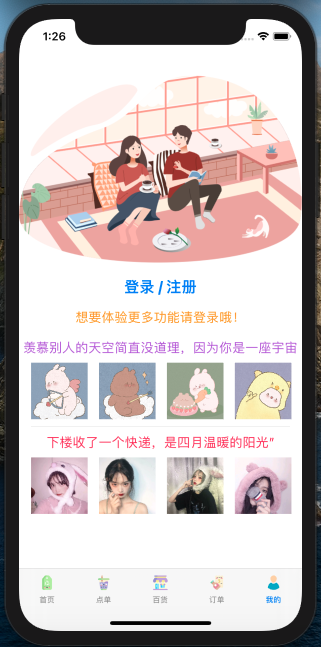 1:26
登录 / 注册
想要体验更多功能请登录哦！
羡慕别人的天空简直没道理，因为你是一座宇宙
下楼收了一个快递，是四月温暖的阳光”
首页 点单 百货 订单 我的